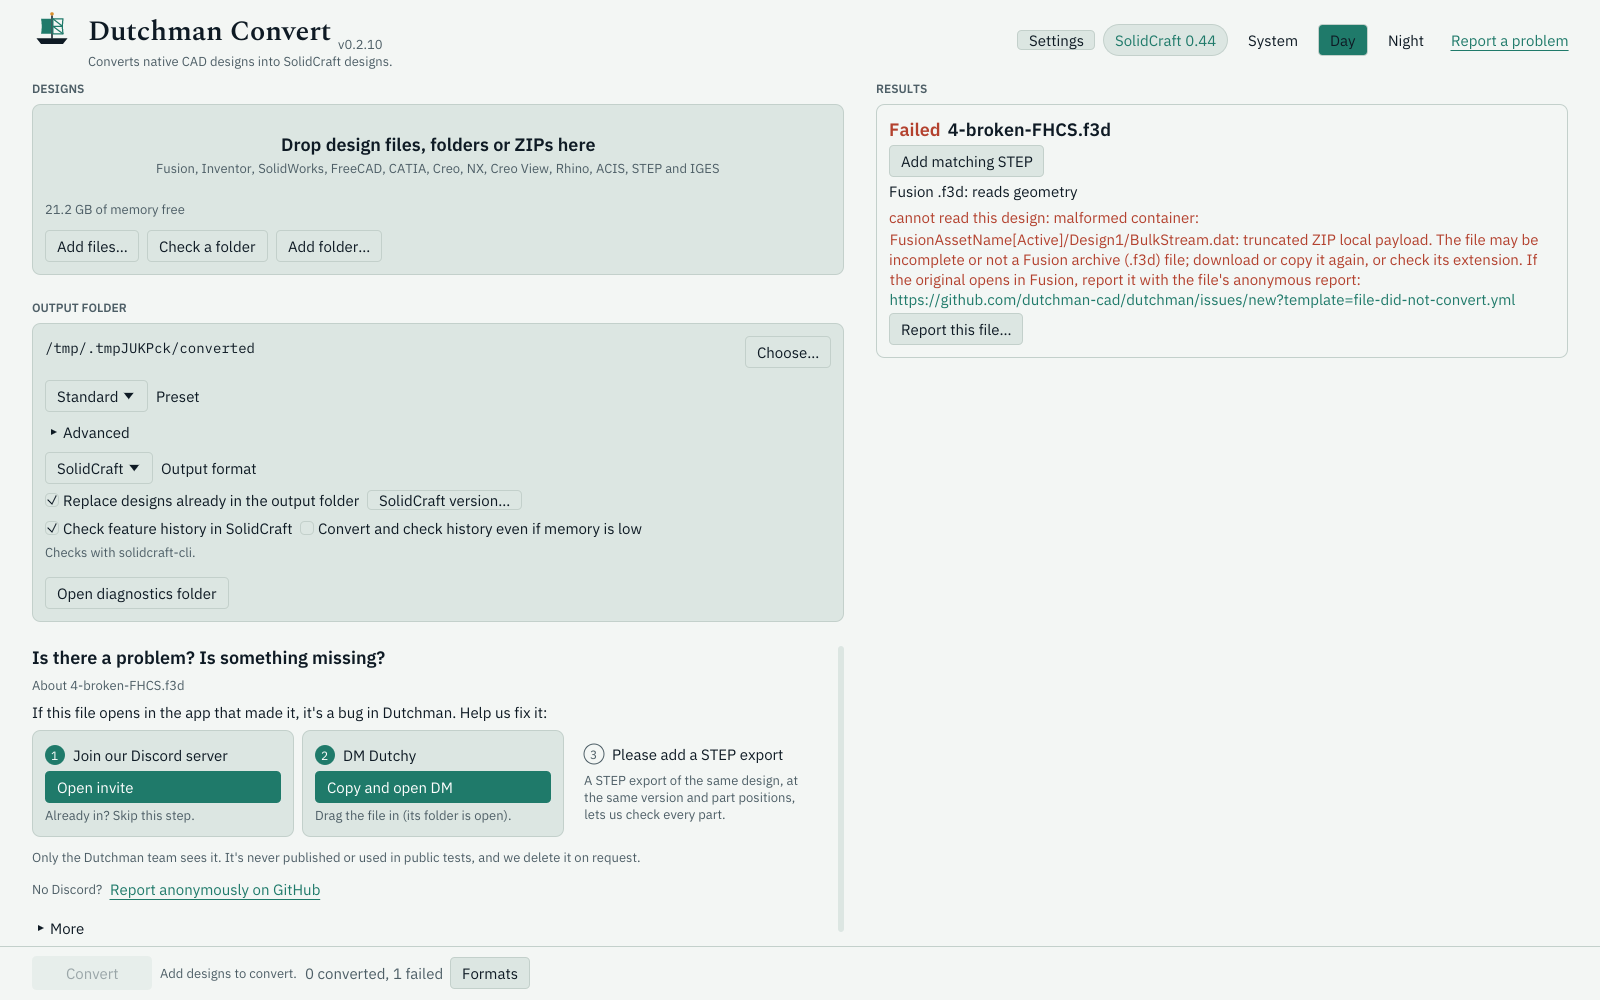 Dutchman Convert v0.2.10
Converts native CAD designs into SolidCraft designs.
Settings
SolidCraft 0.44
System
Day
Night
Report a problem
DESIGNS
Drop design files, folders or ZIPs here
Fusion, Inventor, SolidWorks, FreeCAD, CATIA, Creo, NX, Creo View, Rhino, ACIS, STEP and IGES
21.2 GB of memory free
Add files...
Check a folder
Add folder...
OUTPUT FOLDER
/tmp/.tmpJUKPck/converted
Choose...
Standard
Preset
Advanced
SolidCraft
Output format
Replace designs already in the output folder
SolidCraft version...
Check feature history in SolidCraft
Convert and check history even if memory is low
Checks with solidcraft-cli.
Open diagnostics folder
Is there a problem? Is something missing?
About 4-broken-FHCS.f3d
If this file opens in the app that made it, it's a bug in Dutchman. Help us fix it:
1 Join our Discord server
Open invite
Already in? Skip this step.
2 DM Dutchy
Copy and open DM
Drag the file in (its folder is open).
3 Please add a STEP export
A STEP export of the same design, at
the same version and part positions,
lets us check every part.
Only the Dutchman team sees it. It's never published or used in public tests, and we delete it on request.
No Discord? Report anonymously on GitHub
More
RESULTS
Failed 4-broken-FHCS.f3d
Add matching STEP
Fusion .f3d: reads geometry
cannot read this design: malformed container:
FusionAssetName[Active]/Design1/BulkStream.dat: truncated ZIP local payload. The file may be
incomplete or not a Fusion archive (.f3d) file; download or copy it again, or check its extension. If
the original opens in Fusion, report it with the file's anonymous report:
https://github.com/dutchman-cad/dutchman/issues/new?template=file-did-not-convert.yml
Report this file...
Convert
Add designs to convert.
0 converted, 1 failed
Formats